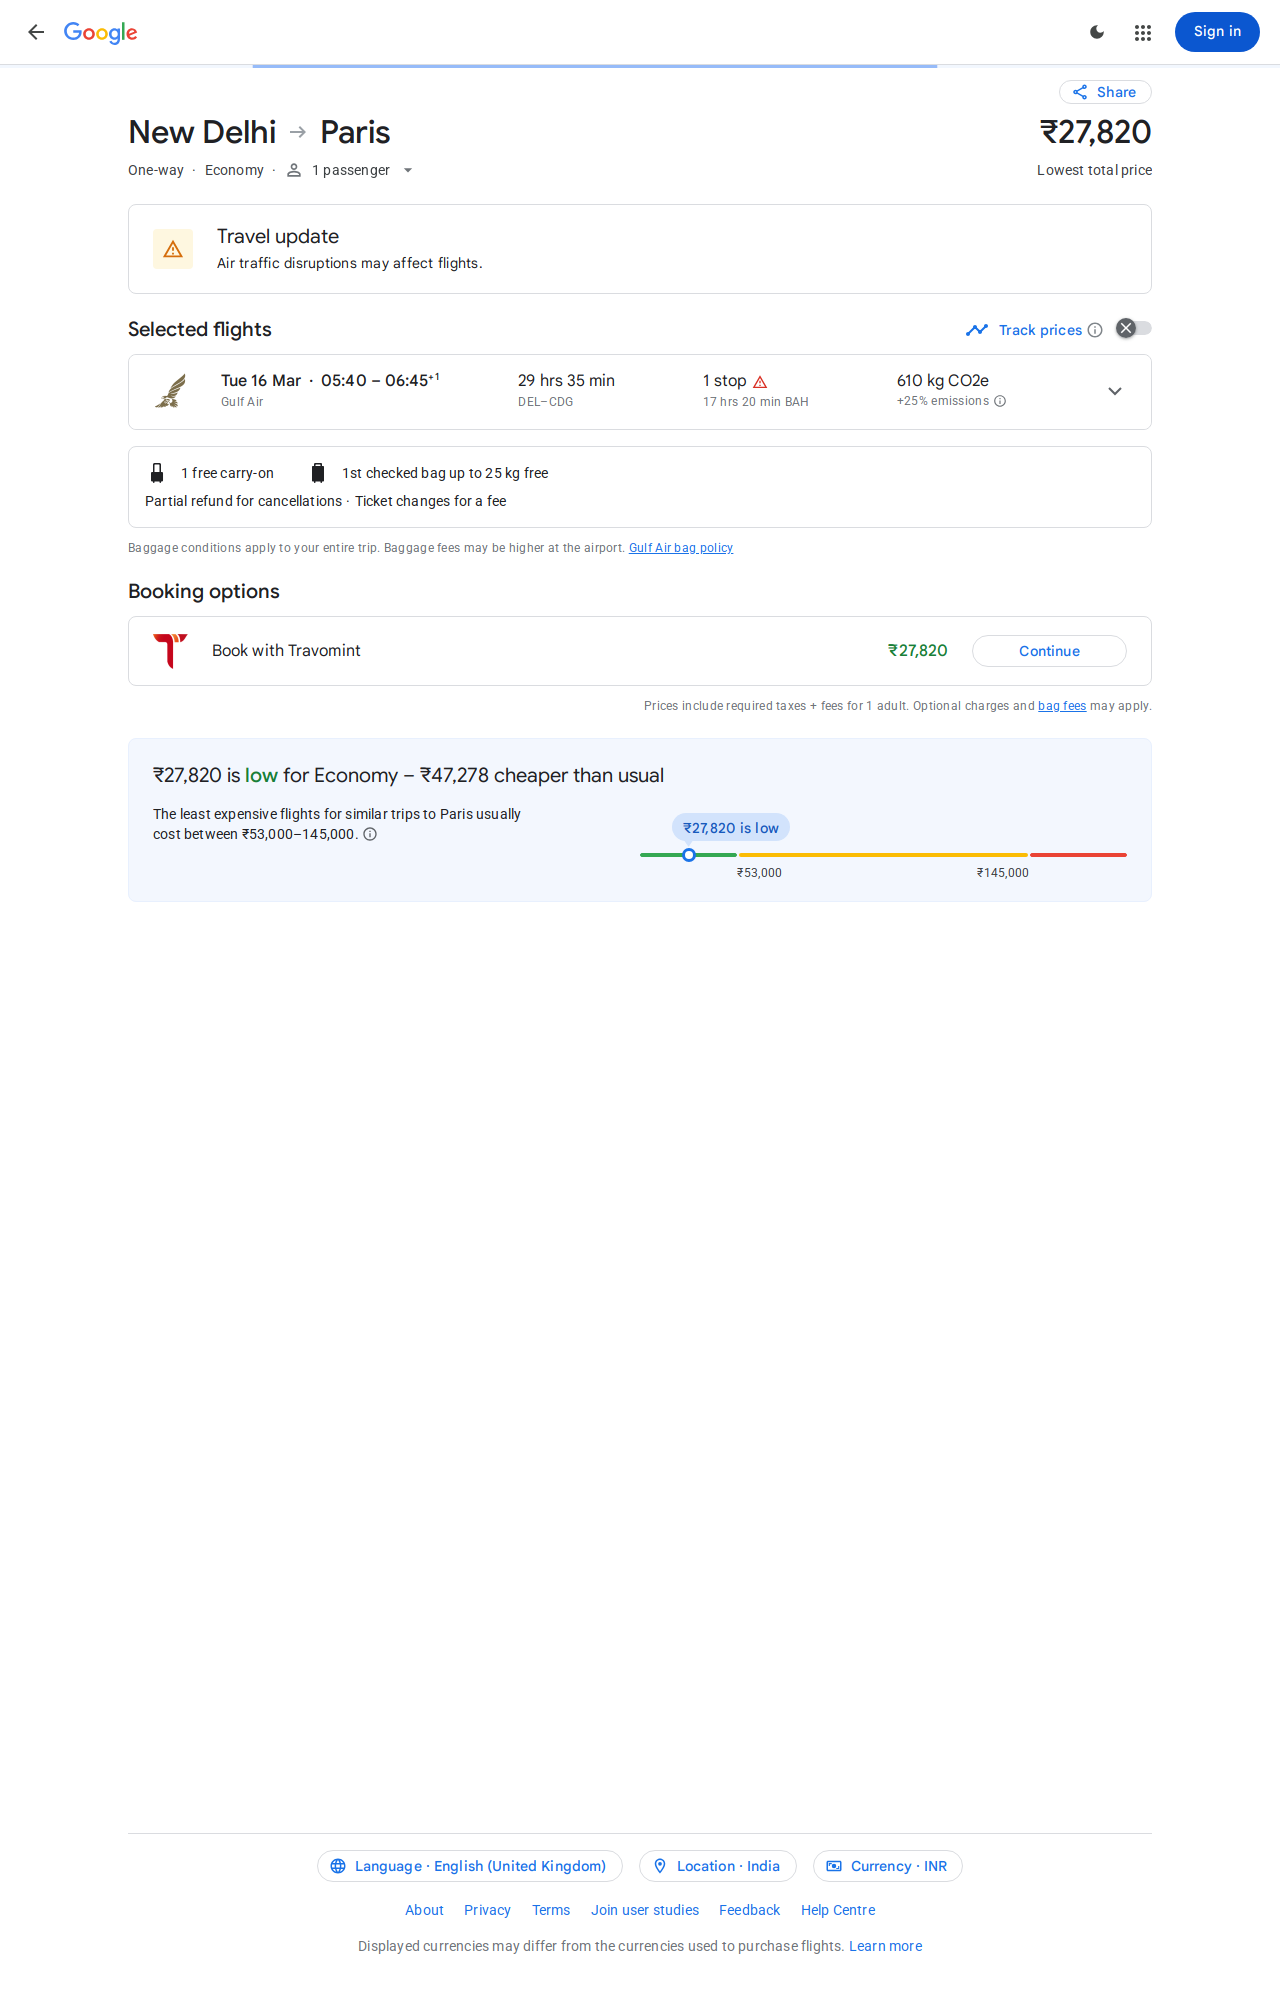 Google
Sign in
Share
New Delhi → Paris
₹27,820
One-way · Economy · 1 passenger
Lowest total price
Travel update
Air traffic disruptions may affect flights.
Selected flights
Track prices
Tue 16 Mar · 05:40 – 06:45+1
29 hrs 35 min
1 stop
610 kg CO2e
Gulf Air
DEL–CDG
17 hrs 20 min BAH
+25% emissions
1 free carry-on
1st checked bag up to 25 kg free
Partial refund for cancellations · Ticket changes for a fee
Baggage conditions apply to your entire trip. Baggage fees may be higher at the airport. Gulf Air bag policy
Booking options
Book with Travomint
₹27,820
Continue
Prices include required taxes + fees for 1 adult. Optional charges and bag fees may apply.
₹27,820 is low for Economy – ₹47,278 cheaper than usual
The least expensive flights for similar trips to Paris usually
cost between ₹53,000–145,000.
₹27,820 is low
₹53,000
₹145,000
Language · English (United Kingdom)
Location · India
Currency · INR
About
Privacy
Terms
Join user studies
Feedback
Help Centre
Displayed currencies may differ from the currencies used to purchase flights. Learn more